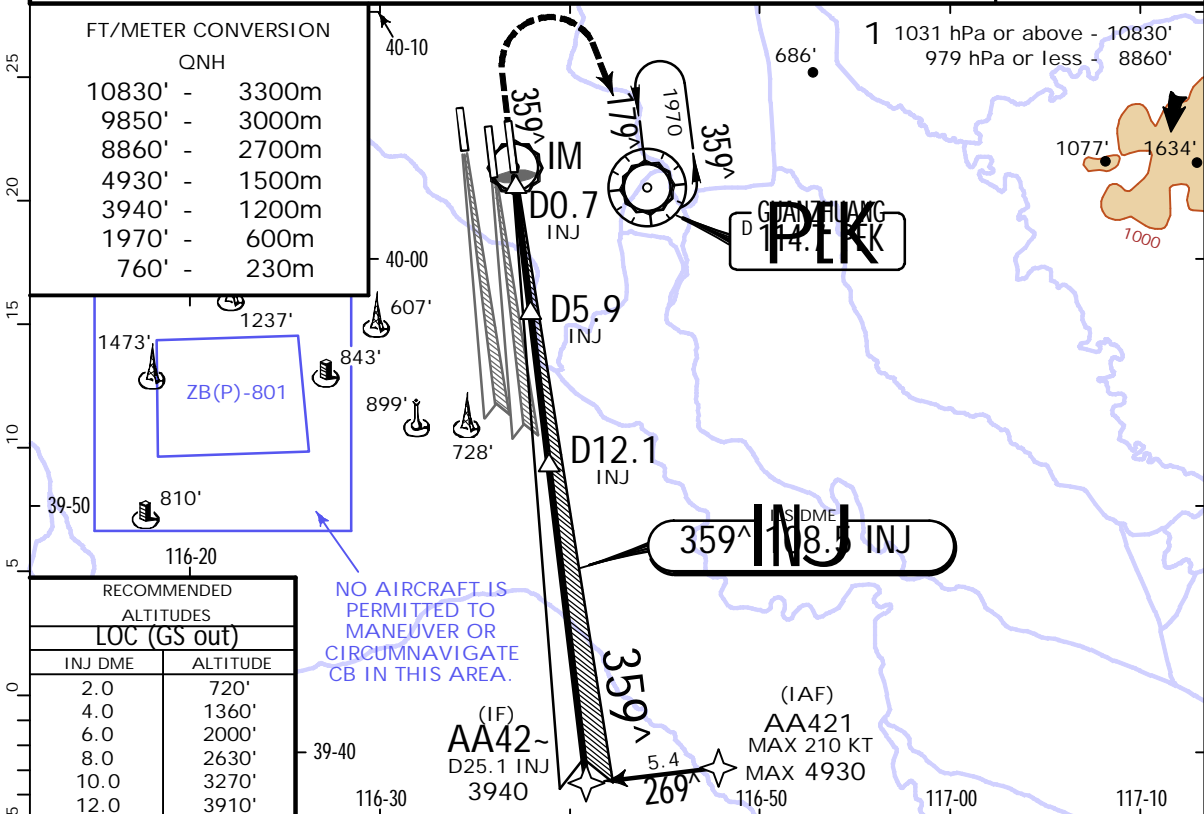 FT/METER CONVERSION
QNH
10830' - 3300m
9850' - 3000m
8860' - 2700m
4930' - 1500m
3940' - 1200m
1970' - 600m
760' - 230m
40-10
1 1031 hPa or above - 10830'
979 hPa or less - 8860'
686'
1077'
1634'
1000
359^
179^
1970
359^
IM
D0.7
INJ
GUANZHUANG
D 114.7 PEK
PEK
40-00
D5.9
INJ
1237'
607'
1473'
843'
ZB(P)-801
899'
728'
D12.1
INJ
39-50
810'
ILS DME
359^ 108.5 INJ
INJ
116-20
NO AIRCRAFT IS
PERMITTED TO
MANEUVER OR
CIRCUMNAVIGATE
CB IN THIS AREA.
RECOMMENDED
ALTITUDES
LOC (GS out)
INJ DME ALTITUDE
2.0 720'
4.0 1360'
6.0 2000'
8.0 2630'
10.0 3270'
12.0 3910'
39-40
359^
(IF)
AA42~
D25.1 INJ
3940
5.4
269^
(IAF)
AA421
MAX 210 KT
MAX 4930
116-30
116-50
117-00
117-10
25
20
15
10
5
0
5